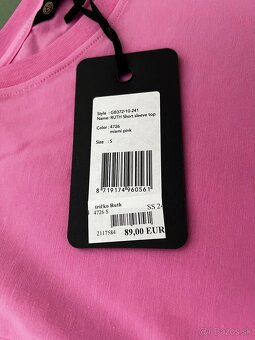 Style : GB372-10-241
Name: RUTH Short sleeve top
Color : 4726
miami pink
Size : S
8 719174 960561
tričko Ruth
4726 S
SS 24
2117584
89,00 EUR